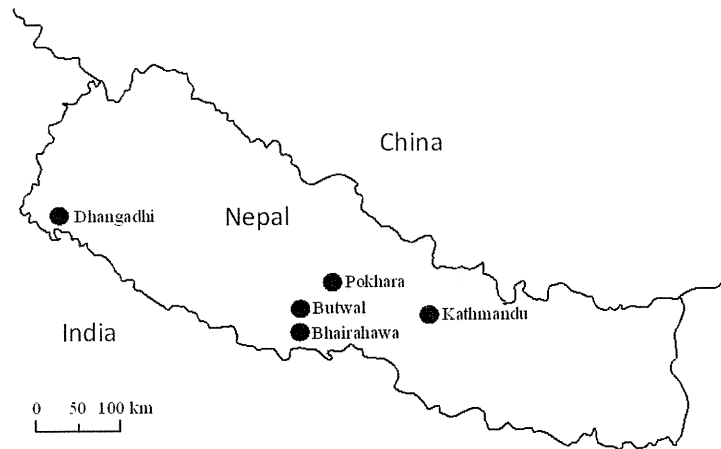 China
Nepal
Dhangadhi
Pokhara
Butwal
Kathmandu
Bhairahawa
India
0 50 100 km